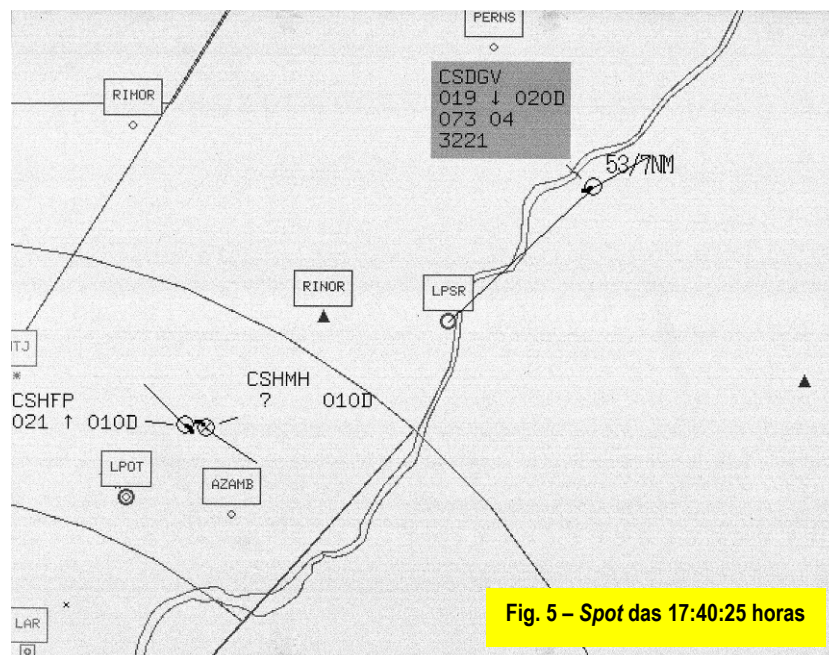 PERNS
CSDGV
019 ↓ 020D
073 04
3221
RIMOR
53/7NM
RINOR
LPSR
TJ
*
CSHMH
? 010D
CSHFP
021 ↑ 010D
LPOT
AZAMB
LAR
Fig. 5 – Spot das 17:40:25 horas